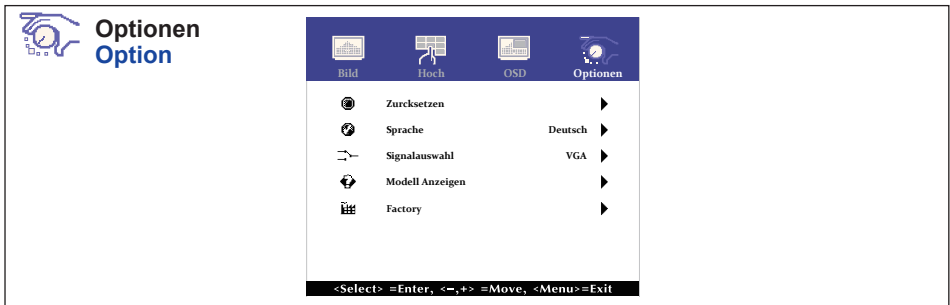 Optionen
Option
Bild Hoch OSD Optionen
Zurcksetzen
Sprache Deutsch
Signalauswahl VGA
Modell Anzeigen
Factory
<Select> =Enter, <–,+> =Move, <Menu>=Exit